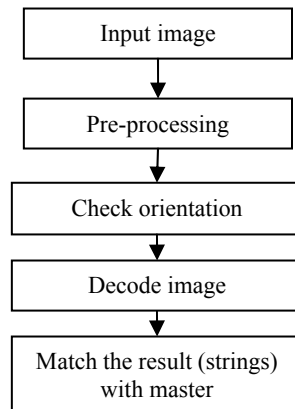 Input image
Pre-processing
Check orientation
Decode image
Match the result (strings)
with master